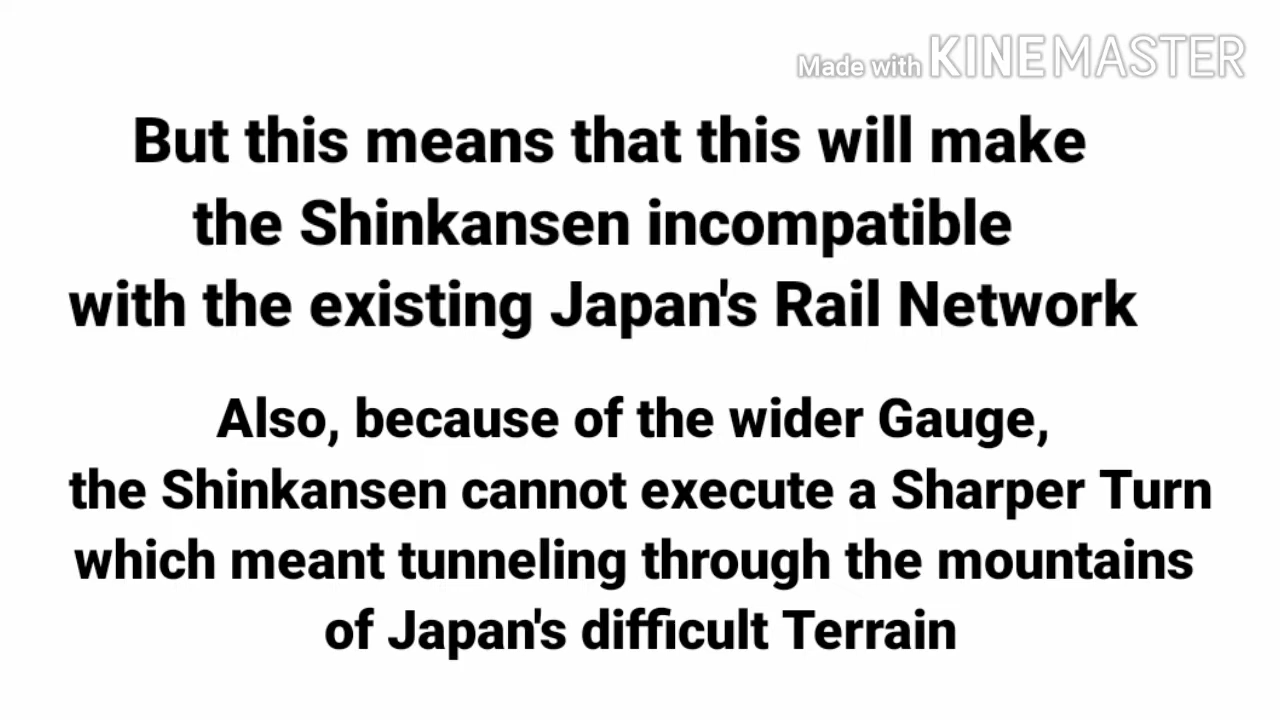 Made with KINEMASTER
But this means that this will make
the Shinkansen incompatible
with the existing Japan's Rail Network
Also, because of the wider Gauge,
the Shinkansen cannot execute a Sharper Turn
which meant tunneling through the mountains
of Japan's difficult Terrain